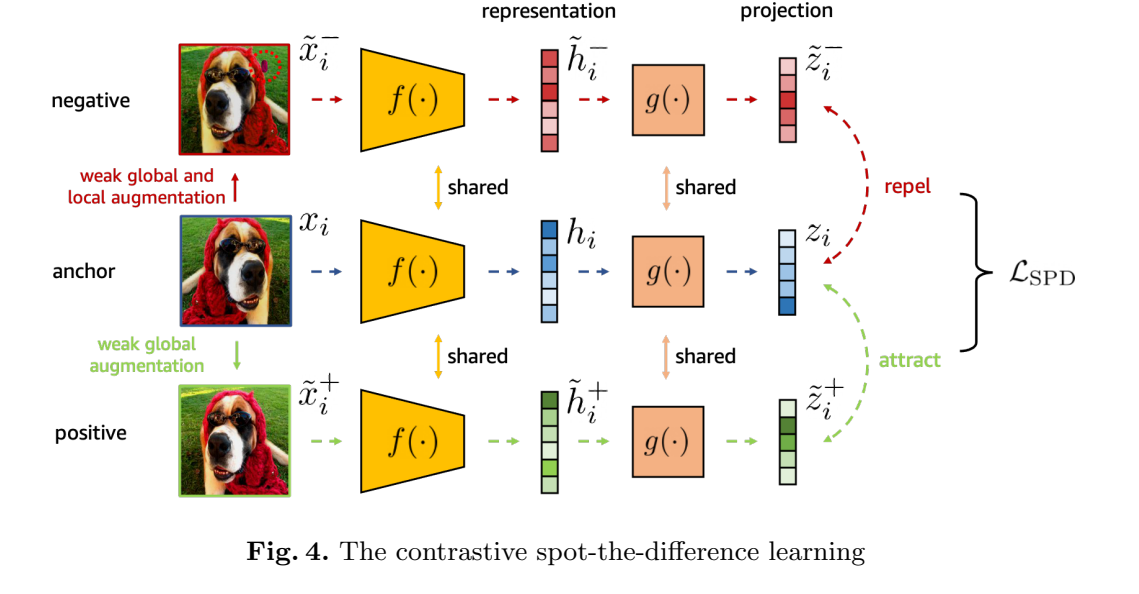 representation projection
negative x̃ᵢ⁻ f(·) h̃ᵢ⁻ g(·) z̃ᵢ⁻
weak global and
local augmentation shared shared repel
anchor xᵢ f(·) hᵢ g(·) zᵢ ℒ_SPD
weak global
augmentation shared shared attract
positive x̃ᵢ⁺ f(·) h̃ᵢ⁺ g(·) z̃ᵢ⁺
Fig. 4. The contrastive spot-the-difference learning